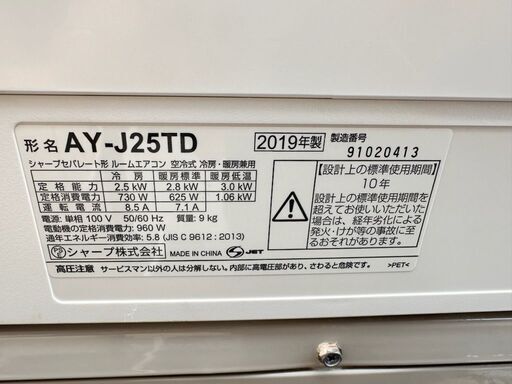 形名 AY-J25TD 2019年製 製造番号 91020413
シャープセパレート形 ルームエアコン 空冷式 冷房・暖房兼用
冷房 暖房標準 暖房低温
定格能力 2.5 kW 2.8 kW 3.0 kW
定格消費電力 730 W 625 W 1.06 kW
運転電流 8.5 A 7.1 A
電源: 単相 100 V 50/60 Hz 質量: 9 kg
電動機の定格消費電力: 960 W
通年エネルギー消費効率: 5.8 (JIS C 9612 : 2013)
シャープ株式会社 MADE IN CHINA JET
【設計上の標準使用期間】
10年
設計上の標準使用期間を
超えてお使いいただいた
場合は、経年劣化による
発火・けが等の事故に至
るおそれがあります。
高圧注意 サービスマン以外の人は分解しない。内部に高電圧部があり、さわると危険です。 >PET<